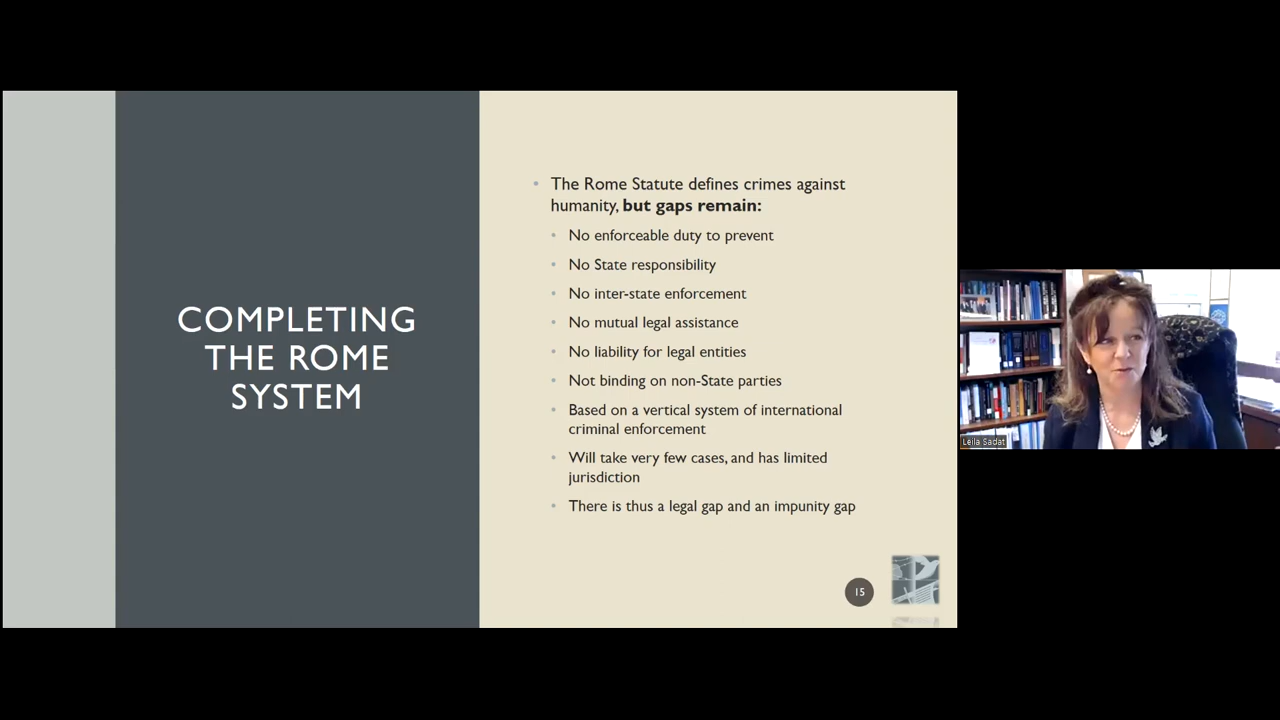 COMPLETING
THE ROME
SYSTEM
The Rome Statute defines crimes against
humanity, but gaps remain:
No enforceable duty to prevent
No State responsibility
No inter-state enforcement
No mutual legal assistance
No liability for legal entities
Not binding on non-State parties
Based on a vertical system of international
criminal enforcement
Will take very few cases, and has limited
jurisdiction
There is thus a legal gap and an impunity gap
15
Leila Sadat